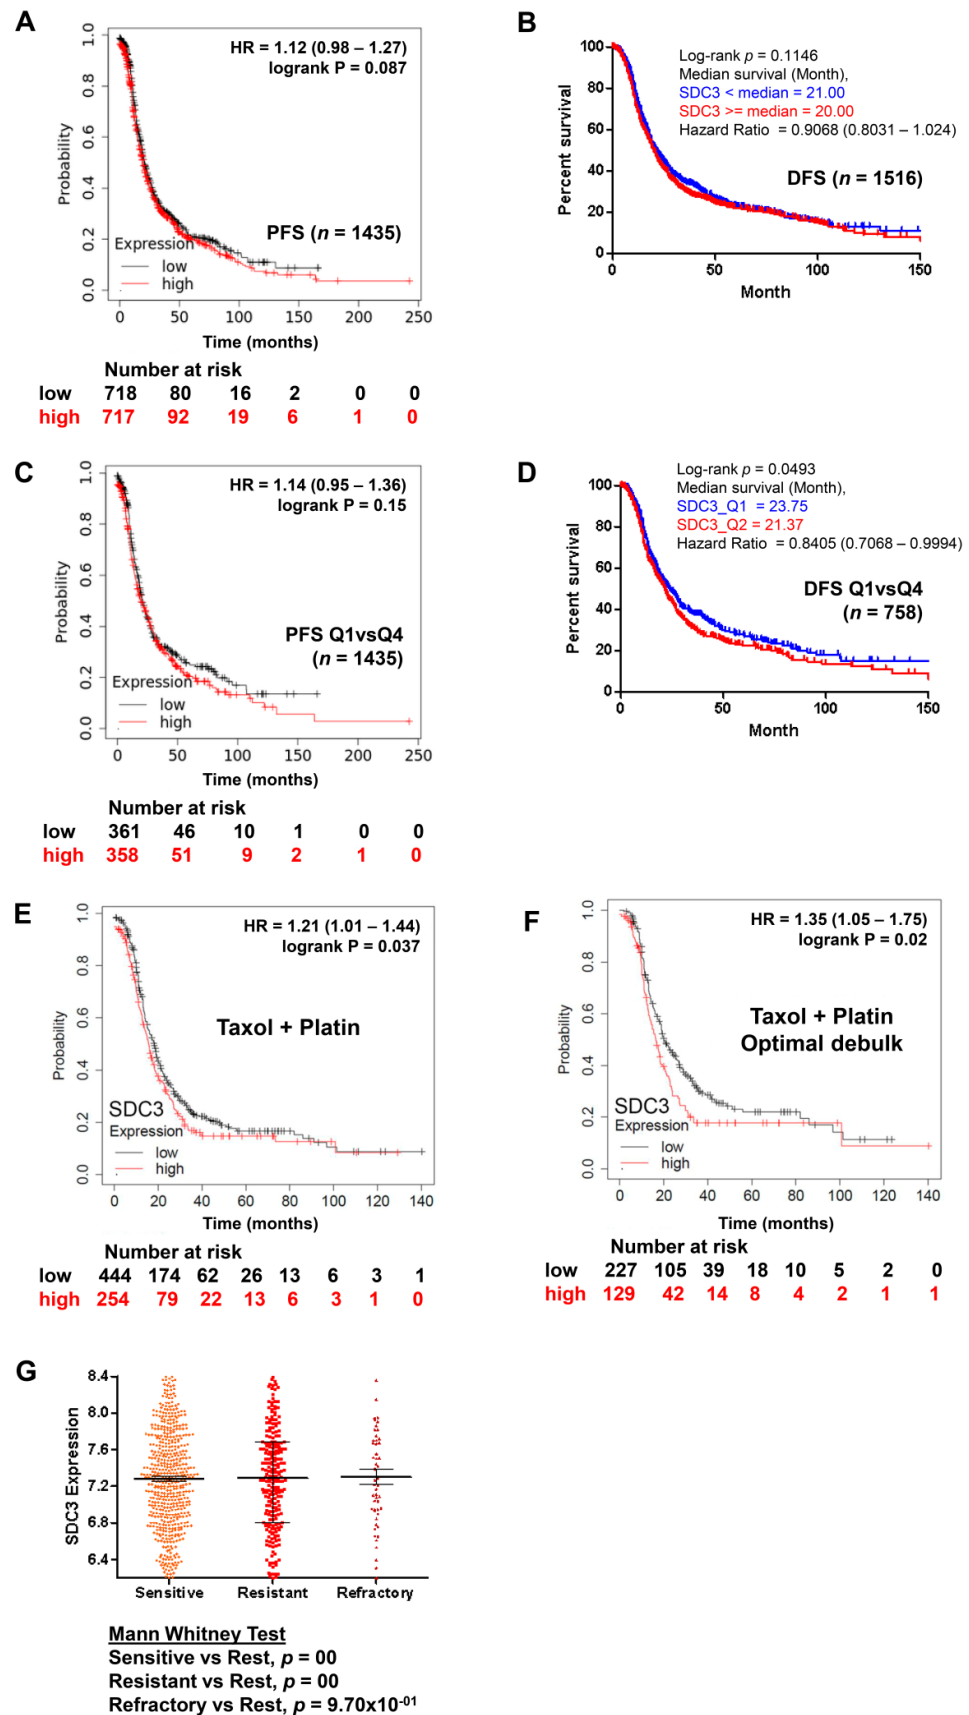 A
HR = 1.12 (0.98 – 1.27)
logrank P = 0.087
Probability
1.0
0.8
0.6
0.4
0.2
0.0
PFS (n = 1435)
Expression
low
high
0 50 100 150 200 250
Time (months)
Number at risk
low 718 80 16 2 0 0
high 717 92 19 6 1 0
B
Log-rank p = 0.1146
Median survival (Month),
SDC3 < median = 21.00
SDC3 >= median = 20.00
Hazard Ratio = 0.9068 (0.8031 – 1.024)
DFS (n = 1516)
Percent survival
100
80
60
40
20
0
0 50 100 150
Month
C
HR = 1.14 (0.95 – 1.36)
logrank P = 0.15
Probability
1.0
0.8
0.6
0.4
0.2
0.0
PFS Q1vsQ4
(n = 1435)
Expression
low
high
0 50 100 150 200 250
Time (months)
Number at risk
low 361 46 10 1 0 0
high 358 51 9 2 1 0
D
Log-rank p = 0.0493
Median survival (Month),
SDC3_Q1 = 23.75
SDC3_Q2 = 21.37
Hazard Ratio = 0.8405 (0.7068 – 0.9994)
DFS Q1vsQ4
(n = 758)
Percent survival
100
80
60
40
20
0
0 50 100 150
Month
E
HR = 1.21 (1.01 – 1.44)
logrank P = 0.037
Taxol + Platin
Probability
1.0
0.8
0.6
0.4
0.2
0.0
SDC3
Expression
low
high
0 20 40 60 80 100 120 140
Time (months)
Number at risk
low 444 174 62 26 13 6 3 1
high 254 79 22 13 6 3 1 0
F
HR = 1.35 (1.05 – 1.75)
logrank P = 0.02
Taxol + Platin
Optimal debulk
Probability
1.0
0.8
0.6
0.4
0.2
0.0
SDC3
Expression
low
high
0 20 40 60 80 100 120 140
Time (months)
Number at risk
low 227 105 39 18 10 5 2 0
high 129 42 14 8 4 2 1 1
G
SDC3 Expression
8.4
8.0
7.6
7.2
6.8
6.4
Sensitive Resistant Refractory
Mann Whitney Test
Sensitive vs Rest, p = 00
Resistant vs Rest, p = 00
Refractory vs Rest, p = 9.70x10⁻⁰¹